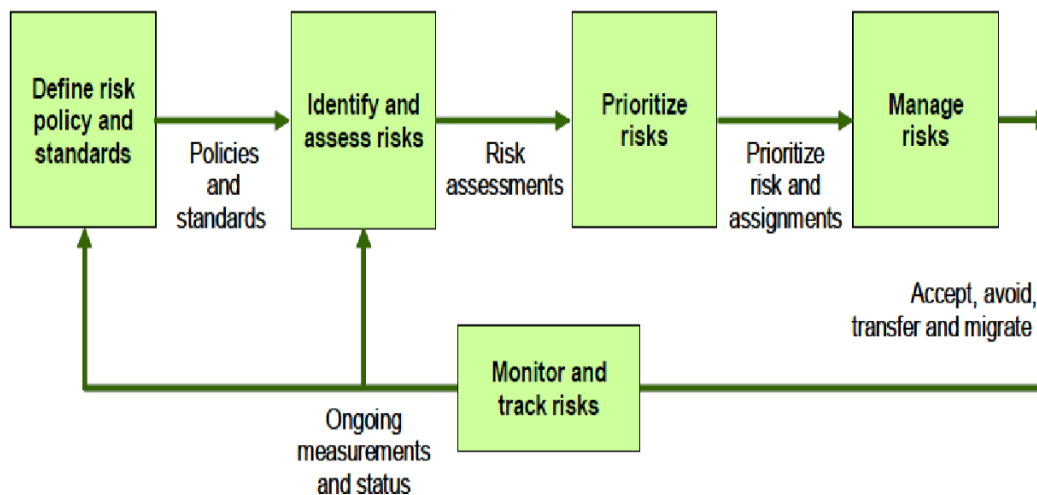 Define risk
policy and
standards
Policies
and
standards
Identify and
assess risks
Risk
assessments
Prioritize
risks
Prioritize
risk and
assignments
Manage
risks
Accept, avoid,
transfer and migrate
Monitor and
track risks
Ongoing
measurements
and status